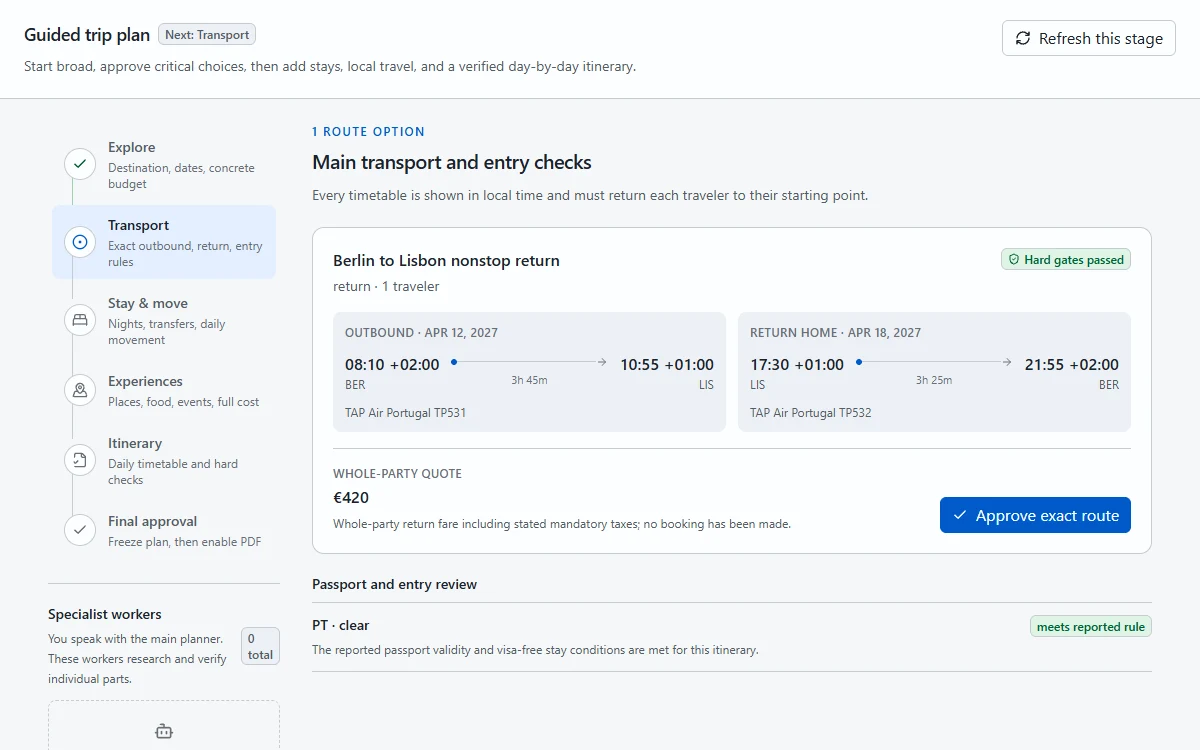 Guided trip plan
Next: Transport
Refresh this stage
Start broad, approve critical choices, then add stays, local travel, and a verified day-by-day itinerary.
Explore
Destination, dates, concrete
budget
Transport
Exact outbound, return, entry
rules
Stay & move
Nights, transfers, daily
movement
Experiences
Places, food, events, full cost
Itinerary
Daily timetable and hard
checks
Final approval
Freeze plan, then enable PDF
Specialist workers
You speak with the main planner.
These workers research and verify
individual parts.
0
total
1 ROUTE OPTION
Main transport and entry checks
Every timetable is shown in local time and must return each traveler to their starting point.
Berlin to Lisbon nonstop return
Hard gates passed
return · 1 traveler
OUTBOUND · APR 12, 2027
08:10 +02:00
10:55 +01:00
BER
3h 45m
LIS
TAP Air Portugal TP531
RETURN HOME · APR 18, 2027
17:30 +01:00
21:55 +02:00
LIS
3h 25m
BER
TAP Air Portugal TP532
WHOLE-PARTY QUOTE
€420
Whole-party return fare including stated mandatory taxes; no booking has been made.
Approve exact route
Passport and entry review
PT · clear
meets reported rule
The reported passport validity and visa-free stay conditions are met for this itinerary.